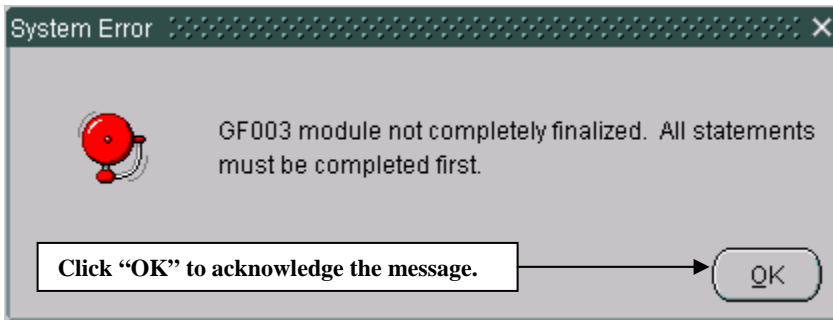 System Error
GF003 module not completely finalized.  All statements
must be completed first.
Click “OK” to acknowledge the message.
OK